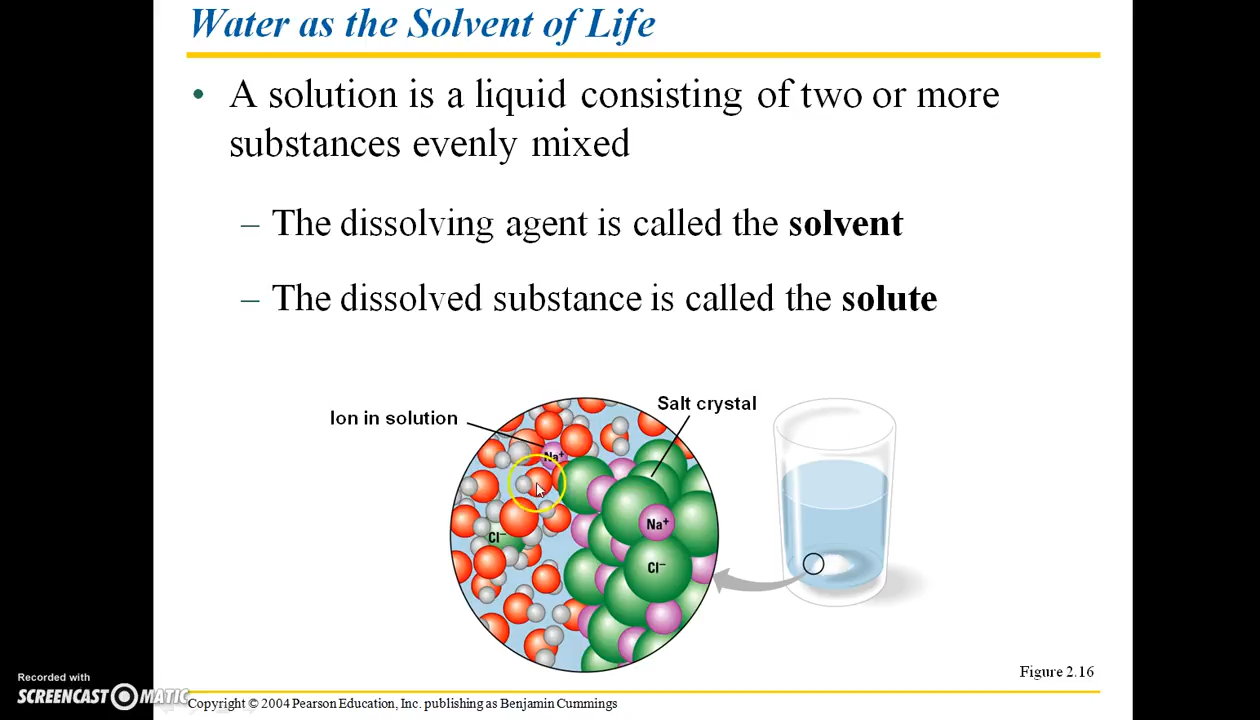 Water as the Solvent of Life
• A solution is a liquid consisting of two or more
substances evenly mixed
– The dissolving agent is called the solvent
– The dissolved substance is called the solute
Salt crystal
Ion in solution
Na⁺
Na⁺
Cl⁻
Cl⁻
Figure 2.16
Recorded with
SCREENCAST MATIC
Copyright © 2004 Pearson Education, Inc. publishing as Benjamin Cummings